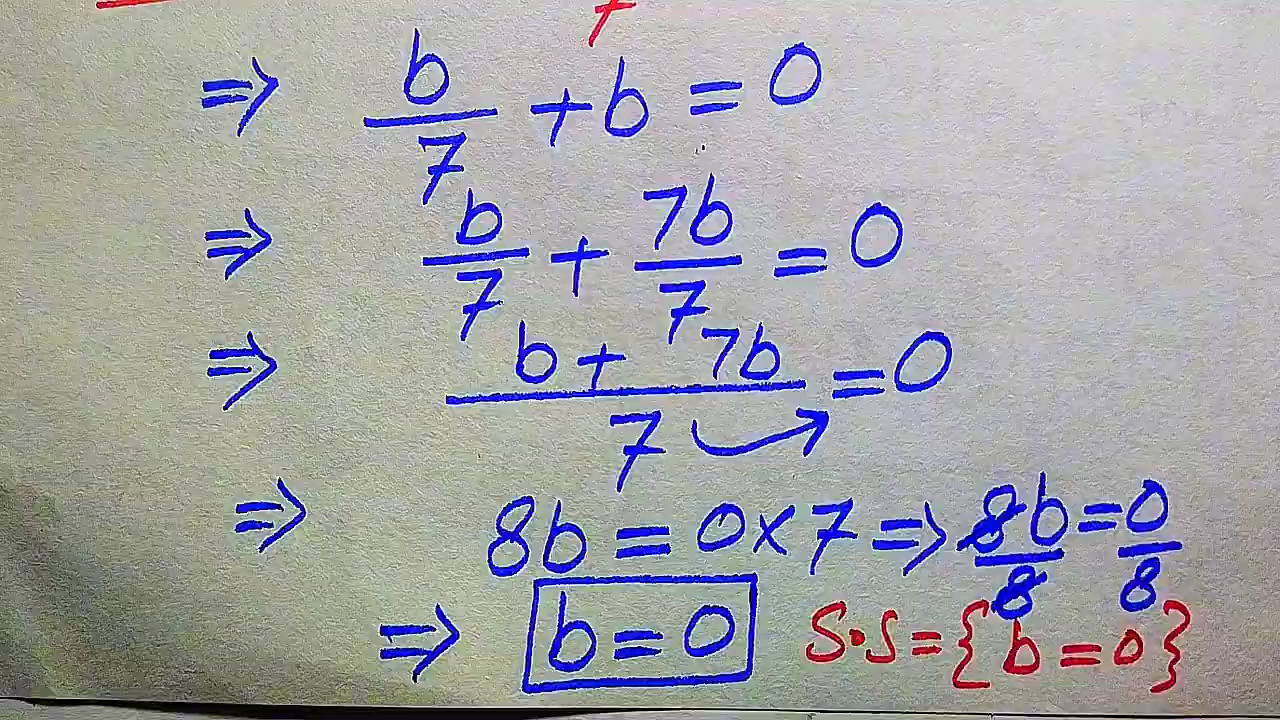 ⇒ b/7 + b = 0
⇒ b/7 + 7b/7 = 0
⇒ (b + 7b)/7 = 0
⇒ 8b = 0 × 7 ⇒ 8b/8 = 0/8
⇒ b = 0 S.S = {b = 0}